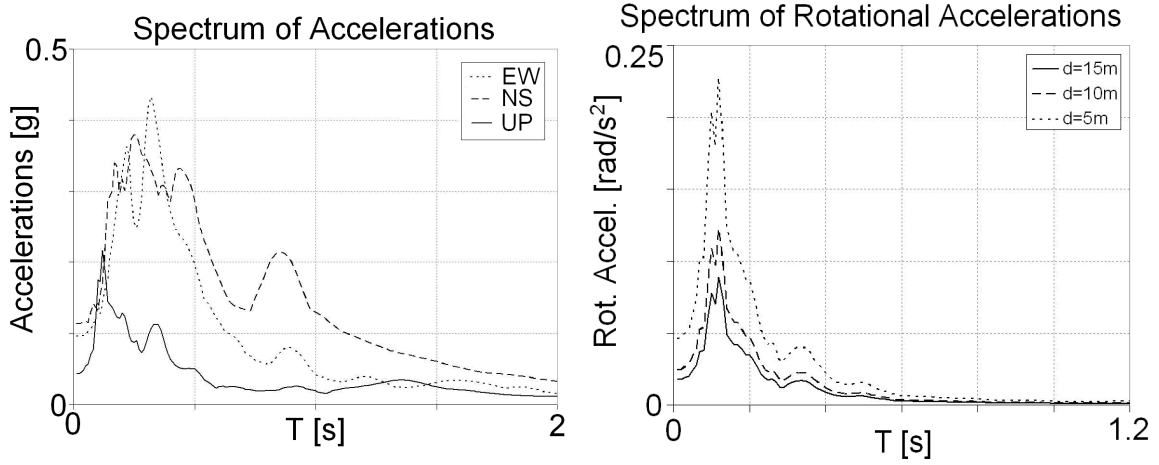 Spectrum of Accelerations
0.5
EW
NS
UP
Accelerations [g]
0
0
T [s]
2
Spectrum of Rotational Accelerations
0.25
d=15m
d=10m
d=5m
Rot. Accel. [rad/s²]
0
0
T [s]
1.2